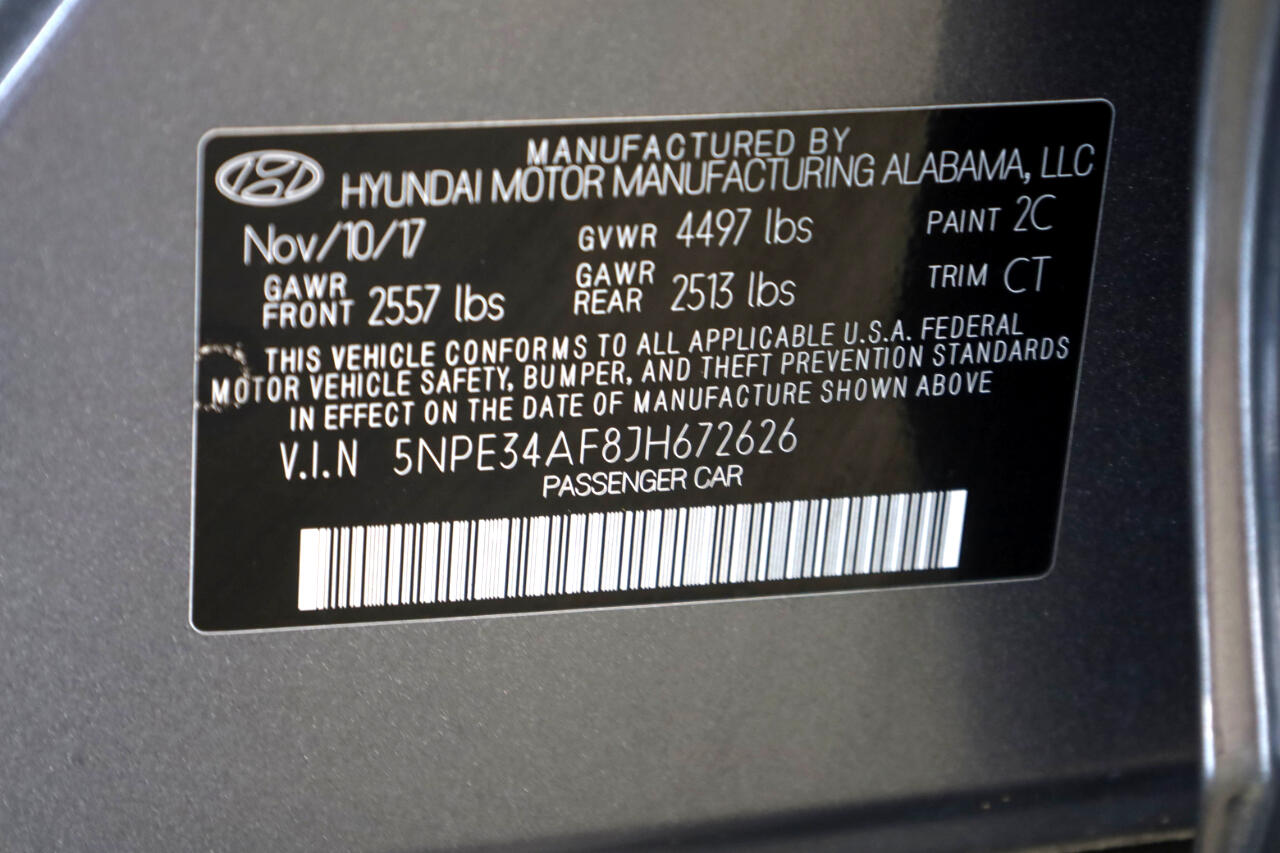 MANUFACTURED BY
HYUNDAI MOTOR MANUFACTURING ALABAMA, LLC
Nov/10/17 GVWR 4497 lbs PAINT 2C
GAWR FRONT 2557 lbs GAWR REAR 2513 lbs TRIM CT
THIS VEHICLE CONFORMS TO ALL APPLICABLE U.S.A. FEDERAL
MOTOR VEHICLE SAFETY, BUMPER, AND THEFT PREVENTION STANDARDS
IN EFFECT ON THE DATE OF MANUFACTURE SHOWN ABOVE
V.I.N 5NPE34AF8JH672626
PASSENGER CAR